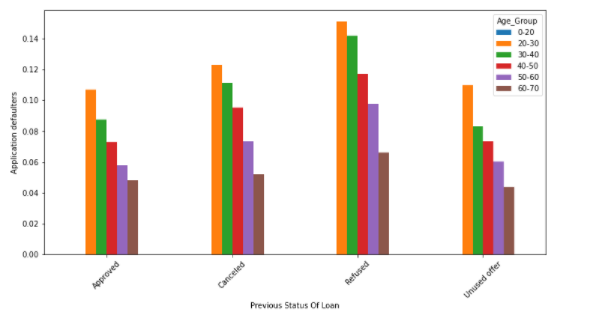 Age_Group
0-20
20-30
30-40
40-50
50-60
60-70
0.14
0.12
0.10
0.08
0.06
0.04
0.02
0.00
Application defaulters
Approved
Canceled
Refused
Unused offer
Previous Status Of Loan